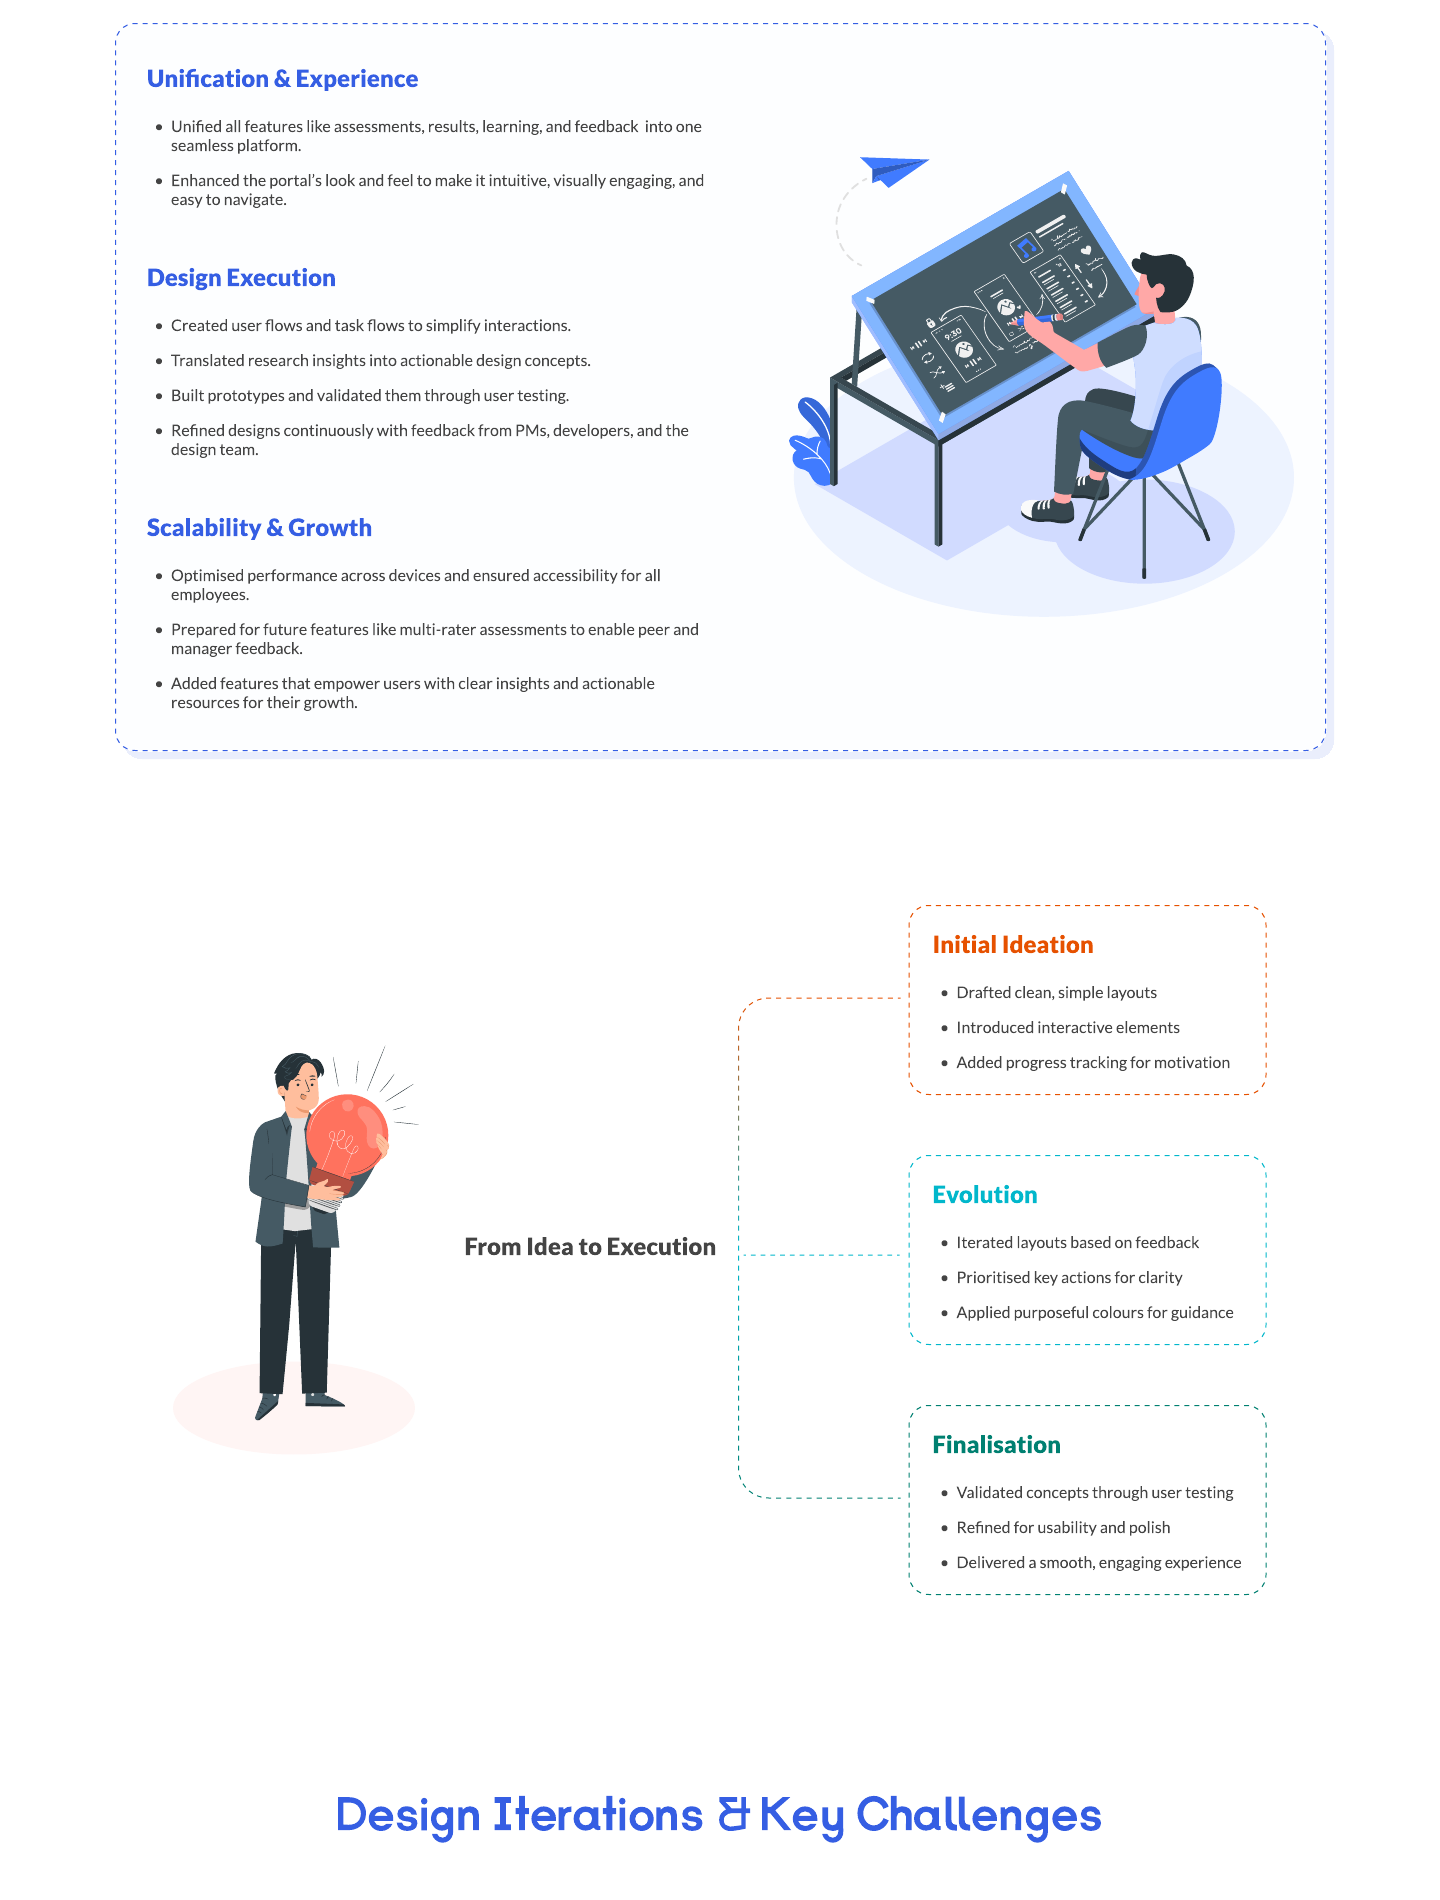 Unification & Experience
• Unified all features like assessments, results, learning, and feedback  into one
seamless platform.
• Enhanced the portal's look and feel to make it intuitive, visually engaging, and
easy to navigate.
Design Execution
• Created user flows and task flows to simplify interactions.
• Translated research insights into actionable design concepts.
• Built prototypes and validated them through user testing.
• Refined designs continuously with feedback from PMs, developers, and the
design team.
Scalability & Growth
• Optimised performance across devices and ensured accessibility for all
employees.
• Prepared for future features like multi-rater assessments to enable peer and
manager feedback.
• Added features that empower users with clear insights and actionable
resources for their growth.
9:30
From Idea to Execution
Initial Ideation
• Drafted clean, simple layouts
• Introduced interactive elements
• Added progress tracking for motivation
Evolution
• Iterated layouts based on feedback
• Prioritised key actions for clarity
• Applied purposeful colours for guidance
Finalisation
• Validated concepts through user testing
• Refined for usability and polish
• Delivered a smooth, engaging experience
Design Iterations & Key Challenges